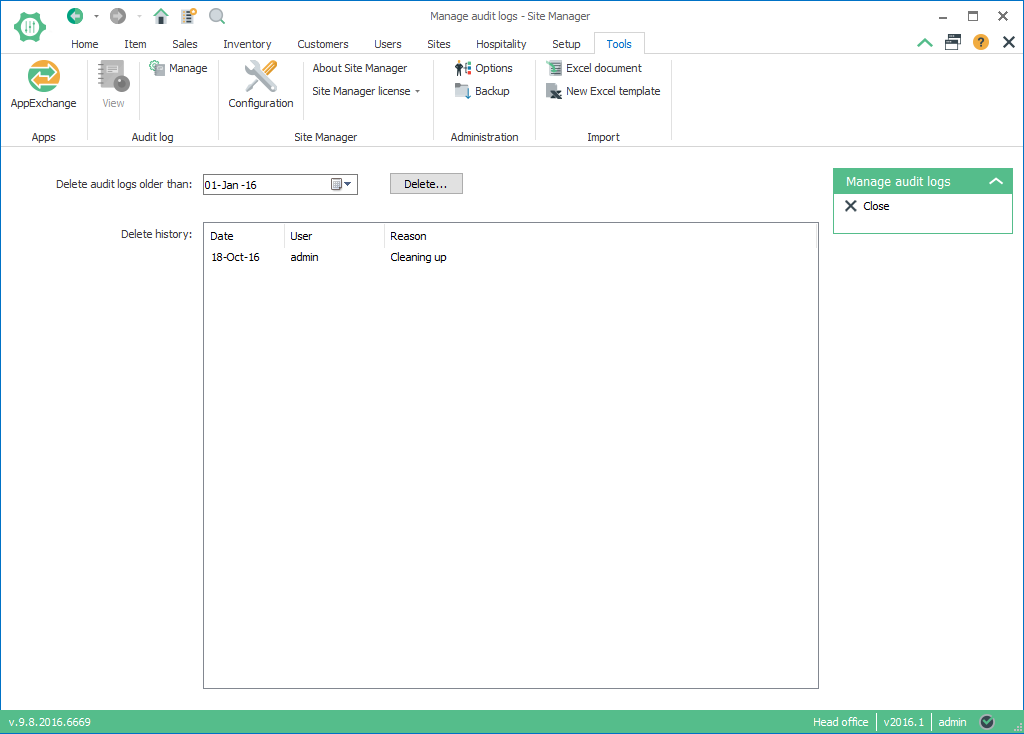 Manage audit logs - Site Manager
Home Item Sales Inventory Customers Users Sites Hospitality Setup Tools
?
AppExchange
View
Manage
Configuration
About Site Manager
Site Manager license
Options
Backup
Excel document
New Excel template
Apps Audit log Site Manager Administration Import
Delete audit logs older than: 01-Jan -16 Delete...
Manage audit logs
Close
Delete history:
Date User Reason
18-Oct-16 admin Cleaning up
v.9.8.2016.6669 Head office v2016.1 admin